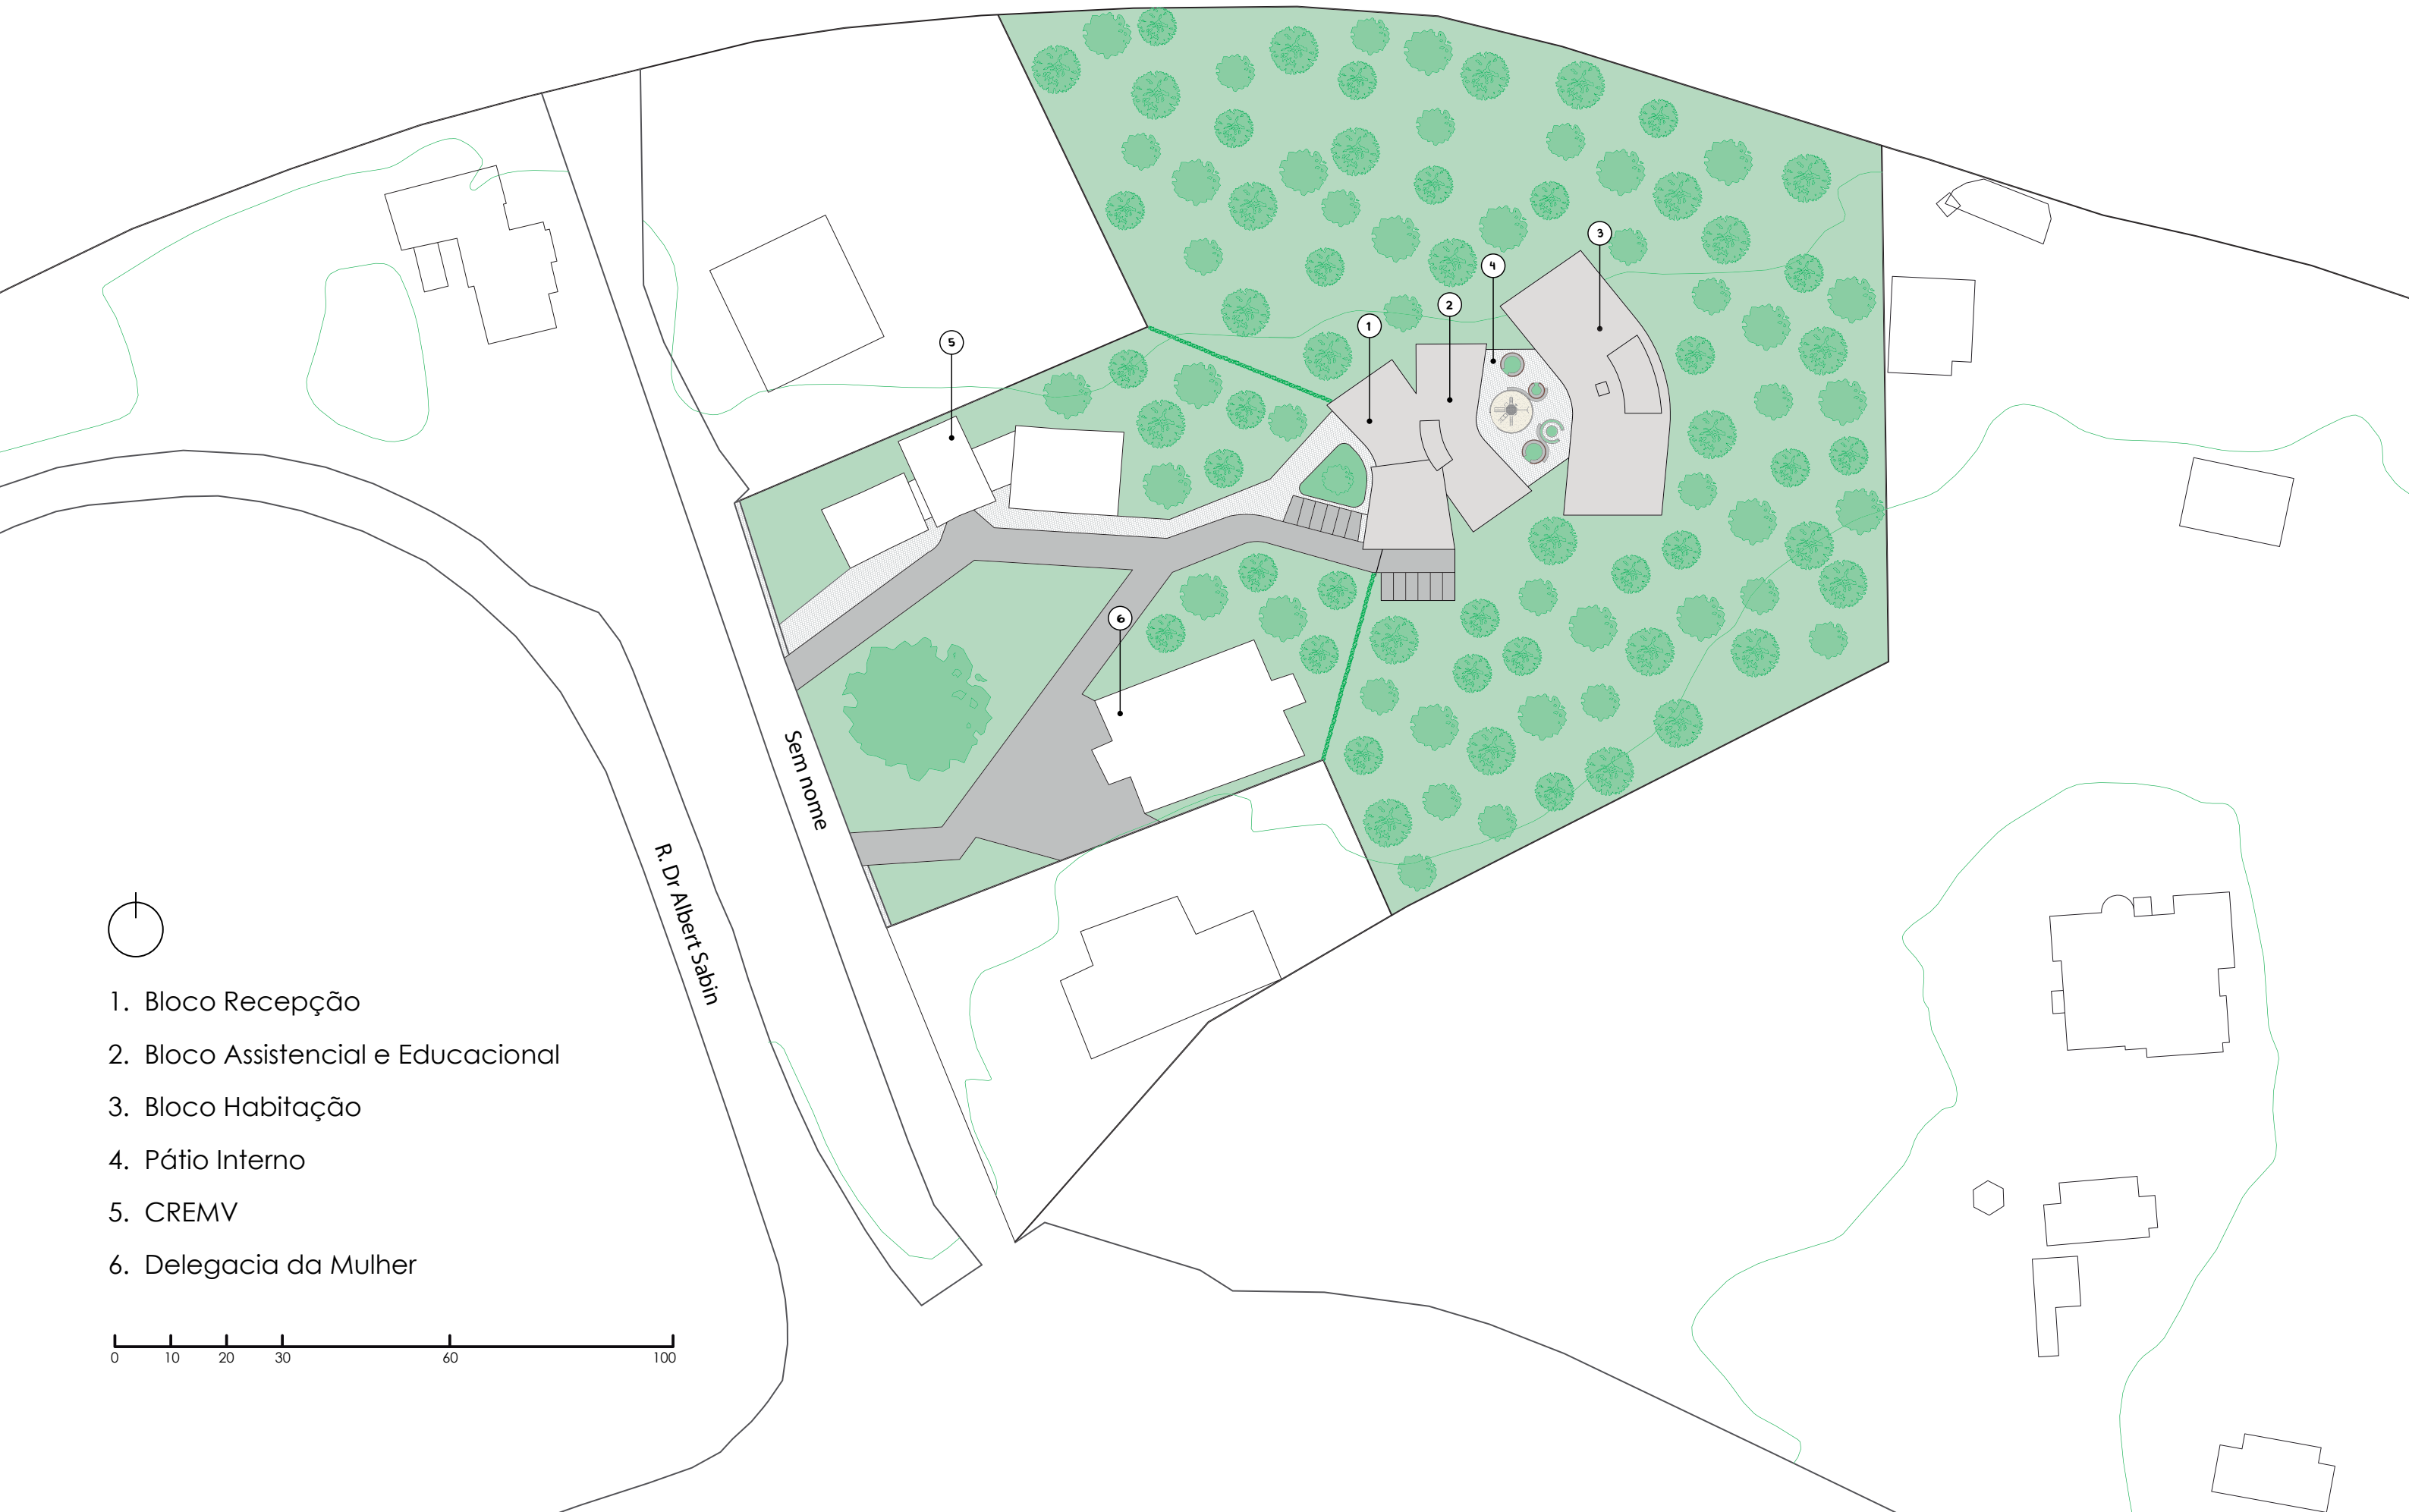 3
4
2
1
5
6
Sem nome
R. Dr Albert Sabin
1. Bloco Recepção
2. Bloco Assistencial e Educacional
3. Bloco Habitação
4. Pátio Interno
5. CREMV
6. Delegacia da Mulher
0 10 20 30 60 100